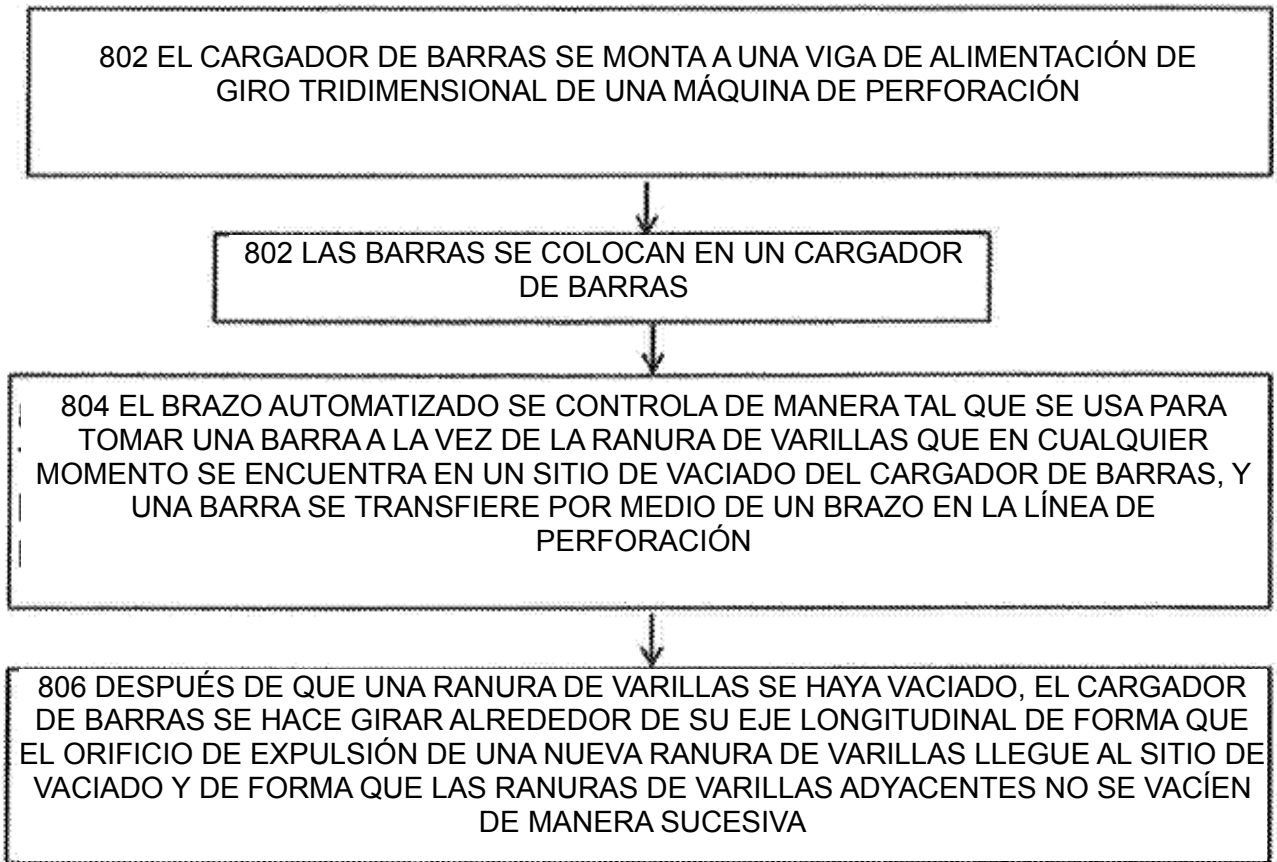 802 EL CARGADOR DE BARRAS SE MONTA A UNA VIGA DE ALIMENTACIÓN DE
GIRO TRIDIMENSIONAL DE UNA MÁQUINA DE PERFORACIÓN
802 LAS BARRAS SE COLOCAN EN UN CARGADOR
DE BARRAS
804 EL BRAZO AUTOMATIZADO SE CONTROLA DE MANERA TAL QUE SE USA PARA
TOMAR UNA BARRA A LA VEZ DE LA RANURA DE VARILLAS QUE EN CUALQUIER
MOMENTO SE ENCUENTRA EN UN SITIO DE VACIADO DEL CARGADOR DE BARRAS, Y
UNA BARRA SE TRANSFIERE POR MEDIO DE UN BRAZO EN LA LÍNEA DE
PERFORACIÓN
806 DESPUÉS DE QUE UNA RANURA DE VARILLAS SE HAYA VACIADO, EL CARGADOR
DE BARRAS SE HACE GIRAR ALREDEDOR DE SU EJE LONGITUDINAL DE FORMA QUE
EL ORIFICIO DE EXPULSIÓN DE UNA NUEVA RANURA DE VARILLAS LLEGUE AL SITIO DE
VACIADO Y DE FORMA QUE LAS RANURAS DE VARILLAS ADYACENTES NO SE VACÍEN
DE MANERA SUCESIVA